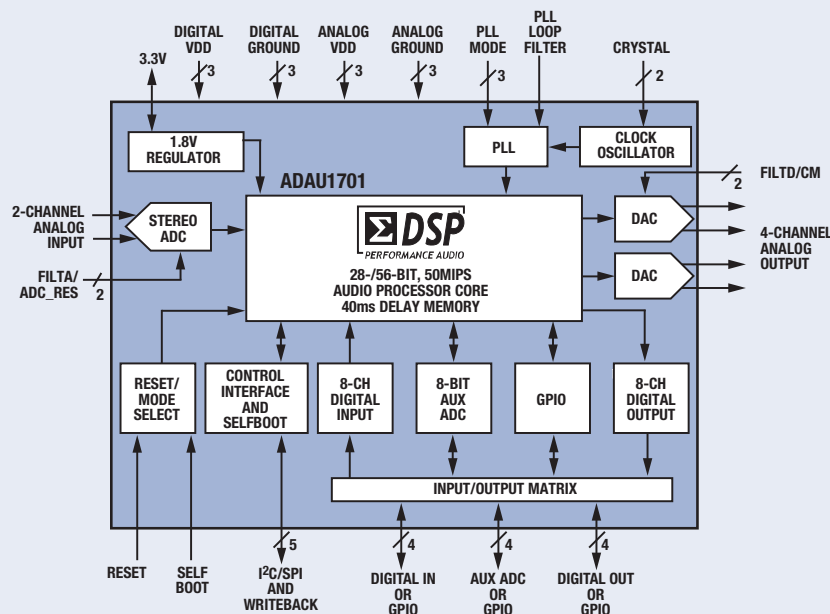 DIGITAL
VDD
DIGITAL
GROUND
ANALOG
VDD
ANALOG
GROUND
PLL
MODE
PLL
LOOP
FILTER
CRYSTAL
3.3V
3
3
3
3
3
2
1.8V
REGULATOR
PLL
CLOCK
OSCILLATOR
ADAU1701
FILTD/CM
2
2-CHANNEL
ANALOG
INPUT
STEREO
ADC
FILTA/
ADC_RES
2
ΣDSP
PERFORMANCE AUDIO
28-/56-BIT, 50MIPS
AUDIO PROCESSOR CORE
40ms DELAY MEMORY
DAC
DAC
4-CHANNEL
ANALOG
OUTPUT
RESET/
MODE
SELECT
CONTROL
INTERFACE
AND
SELFBOOT
8-CH
DIGITAL
INPUT
8-BIT
AUX
ADC
GPIO
8-CH
DIGITAL
OUTPUT
INPUT/OUTPUT MATRIX
5
4
4
4
RESET
SELF
BOOT
I²C/SPI
AND
WRITEBACK
DIGITAL IN
OR
GPIO
AUX ADC
OR
GPIO
DIGITAL OUT
OR
GPIO